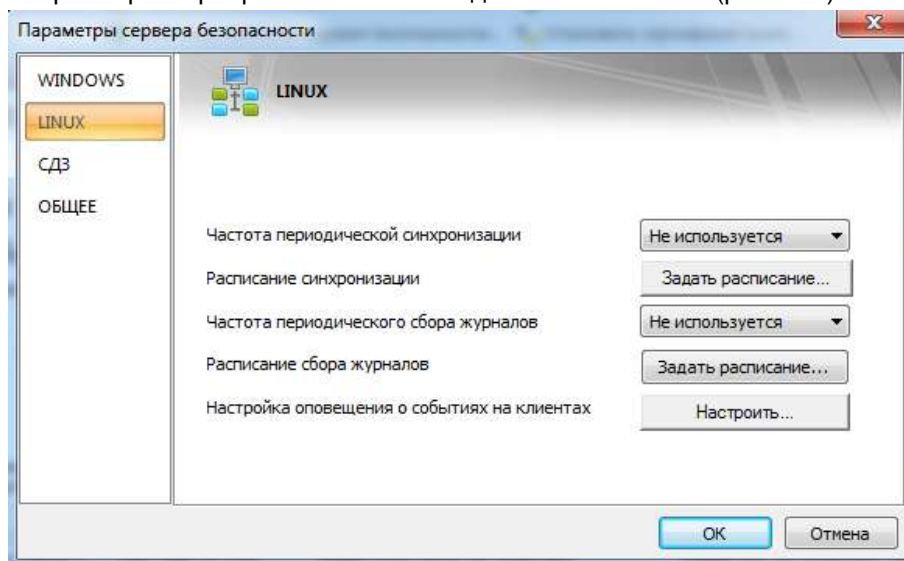 Параметры сервера безопасности
WINDOWS
LINUX
СДЗ
ОБЩЕЕ
LINUX
Частота периодической синхронизации
Не используется
Расписание синхронизации
Задать расписание...
Частота периодического сбора журналов
Не используется
Расписание сбора журналов
Задать расписание...
Настройка оповещения о событиях на клиентах
Настроить...
ОК
Отмена